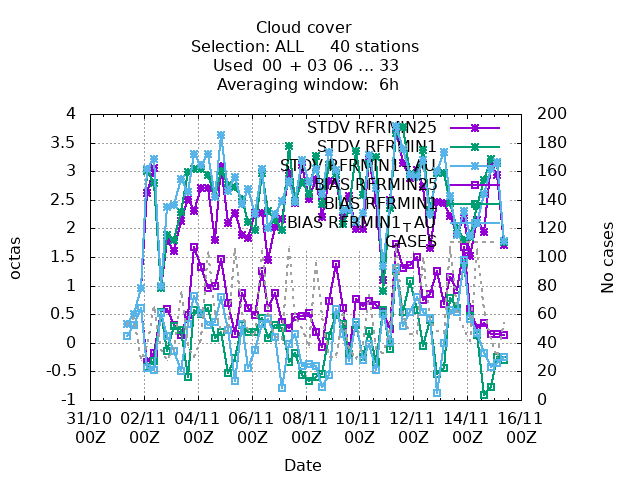 Cloud cover
Selection: ALL 40 stations
Used 00 + 03 06 ... 33
Averaging window: 6h
4
3.5
3
2.5
2
1.5
1
0.5
0
-0.5
-1
octas
200
180
160
140
120
100
80
60
40
20
0
No cases
STDV RFRMIN25
STDV RFRMIN1
STDV RFRMIN1_AU
BIAS RFRMIN25
BIAS RFRMIN1
BIAS RFRMIN1_AU
CASES
31/10 02/11 04/11 06/11 08/11 10/11 12/11 14/11 16/11
00Z 00Z 00Z 00Z 00Z 00Z 00Z 00Z 00Z
Date